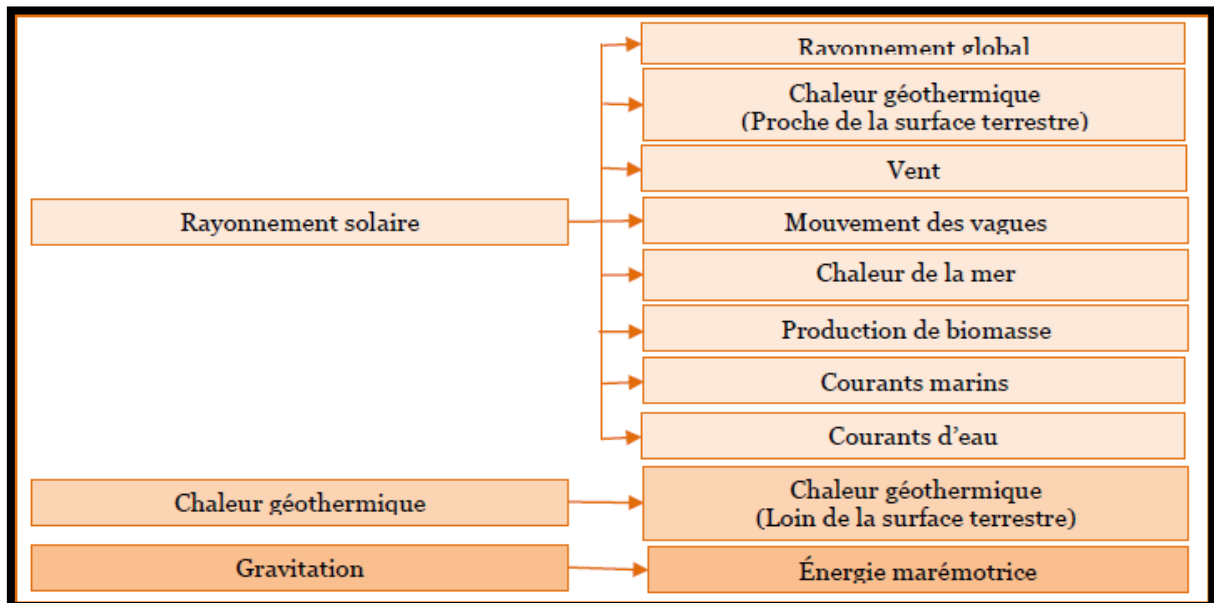 Rayonnement global
Chaleur géothermique
(Proche de la surface terrestre)
Vent
Rayonnement solaire
Mouvement des vagues
Chaleur de la mer
Production de biomasse
Courants marins
Courants d’eau
Chaleur géothermique
Chaleur géothermique
(Loin de la surface terrestre)
Gravitation
Énergie marémotrice